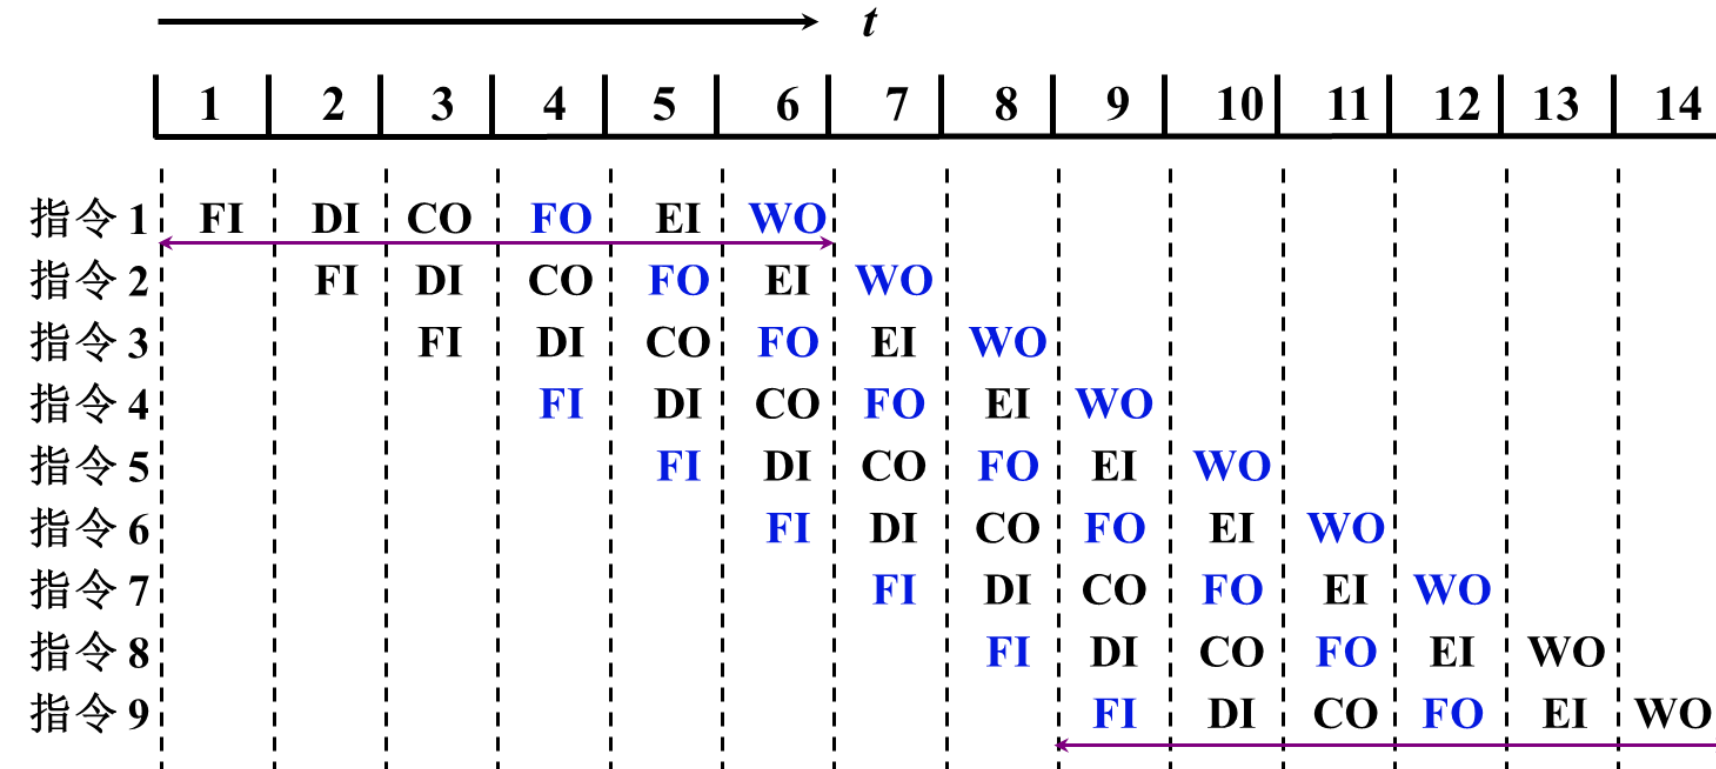 t
1 2 3 4 5 6 7 8 9 10 11 12 13 14
指令 1 FI DI CO FO EI WO
指令 2 FI DI CO FO EI WO
指令 3 FI DI CO FO EI WO
指令 4 FI DI CO FO EI WO
指令 5 FI DI CO FO EI WO
指令 6 FI DI CO FO EI WO
指令 7 FI DI CO FO EI WO
指令 8 FI DI CO FO EI WO
指令 9 FI DI CO FO EI WO